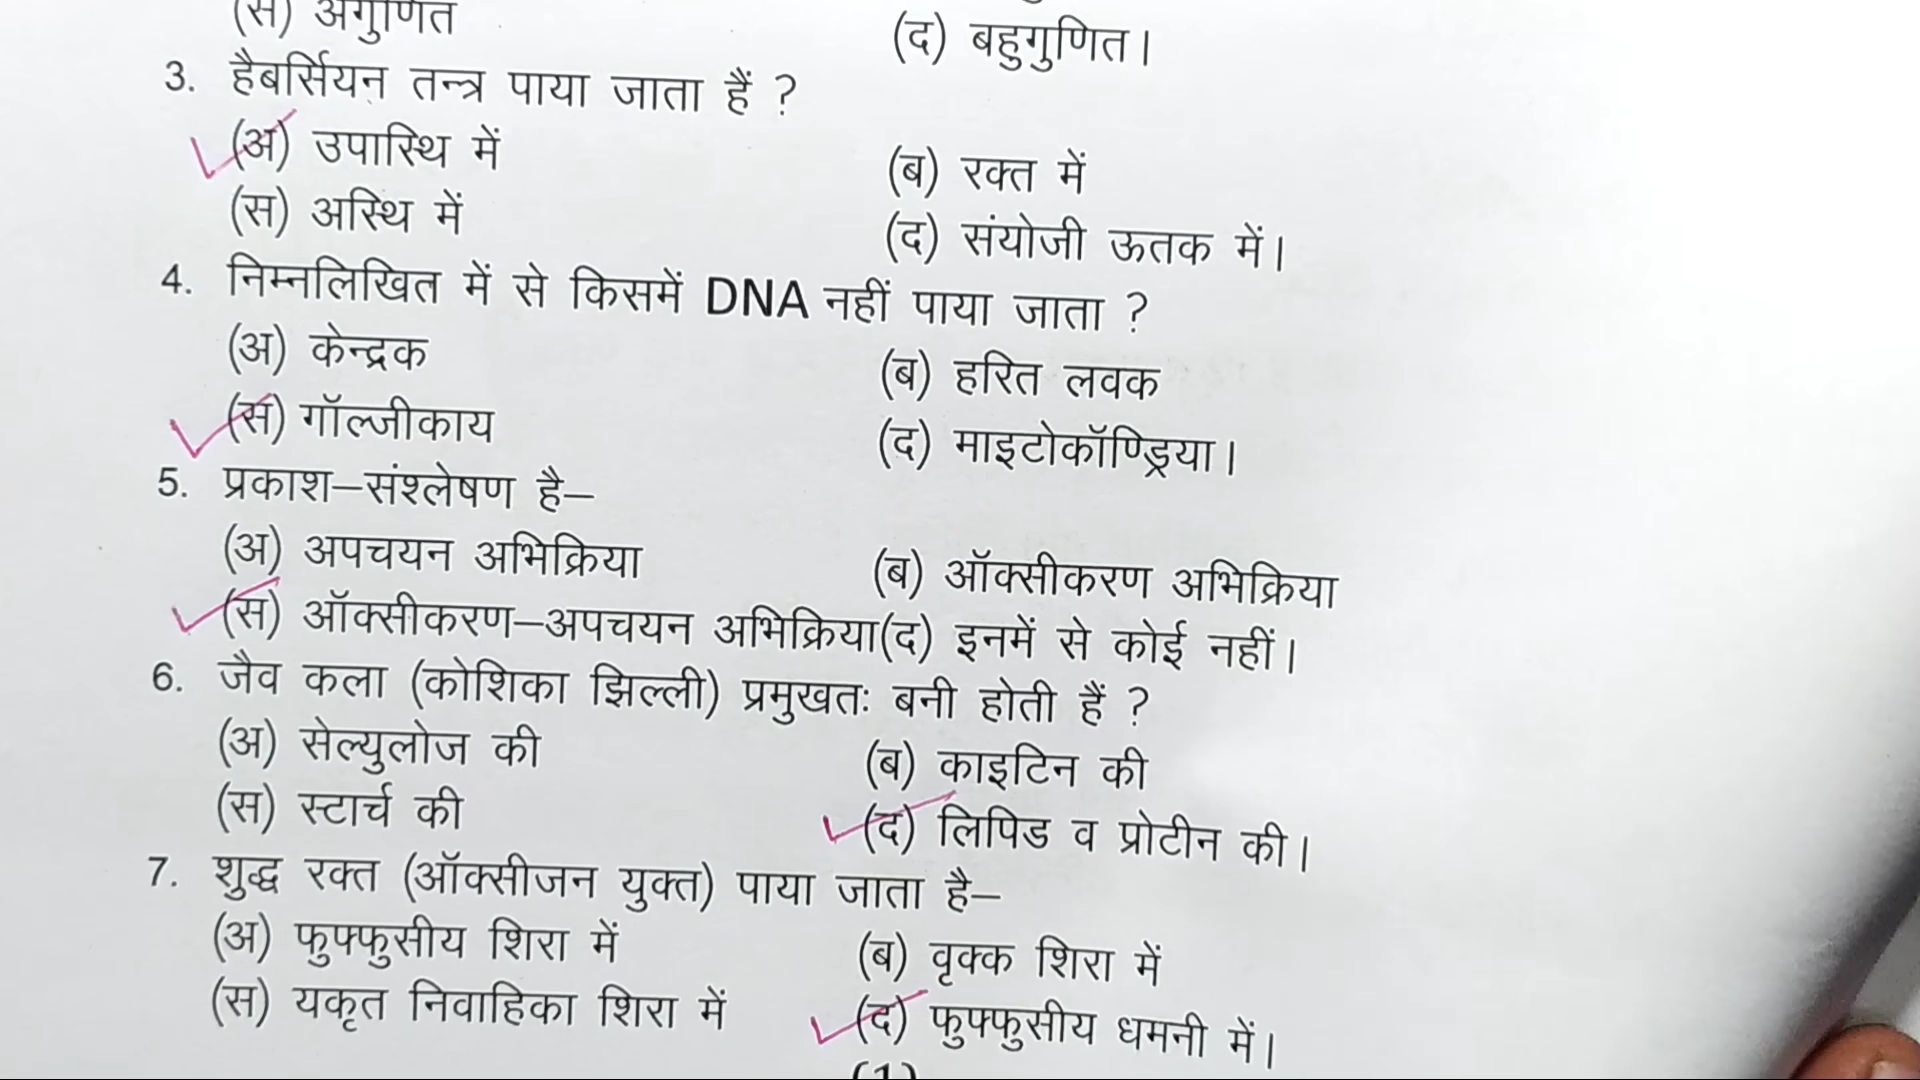 (स) अगुणित (द) बहुगुणित।
3. हैबर्सियन तन्त्र पाया जाता हैं ?
(अ) उपास्थि में (ब) रक्त में
(स) अस्थि में (द) संयोजी ऊतक में।
4. निम्नलिखित में से किसमें DNA नहीं पाया जाता ?
(अ) केन्द्रक (ब) हरित लवक
(स) गॉल्जीकाय (द) माइटोकॉण्ड्रिया।
5. प्रकाश–संश्लेषण है–
(अ) अपचयन अभिक्रिया (ब) ऑक्सीकरण अभिक्रिया
(स) ऑक्सीकरण–अपचयन अभिक्रिया(द) इनमें से कोई नहीं।
6. जैव कला (कोशिका झिल्ली) प्रमुखतः बनी होती हैं ?
(अ) सेल्युलोज की (ब) काइटिन की
(स) स्टार्च की (द) लिपिड व प्रोटीन की।
7. शुद्ध रक्त (ऑक्सीजन युक्त) पाया जाता है–
(अ) फुफ्फुसीय शिरा में (ब) वृक्क शिरा में
(स) यकृत निवाहिका शिरा में (द) फुफ्फुसीय धमनी में।
(1)